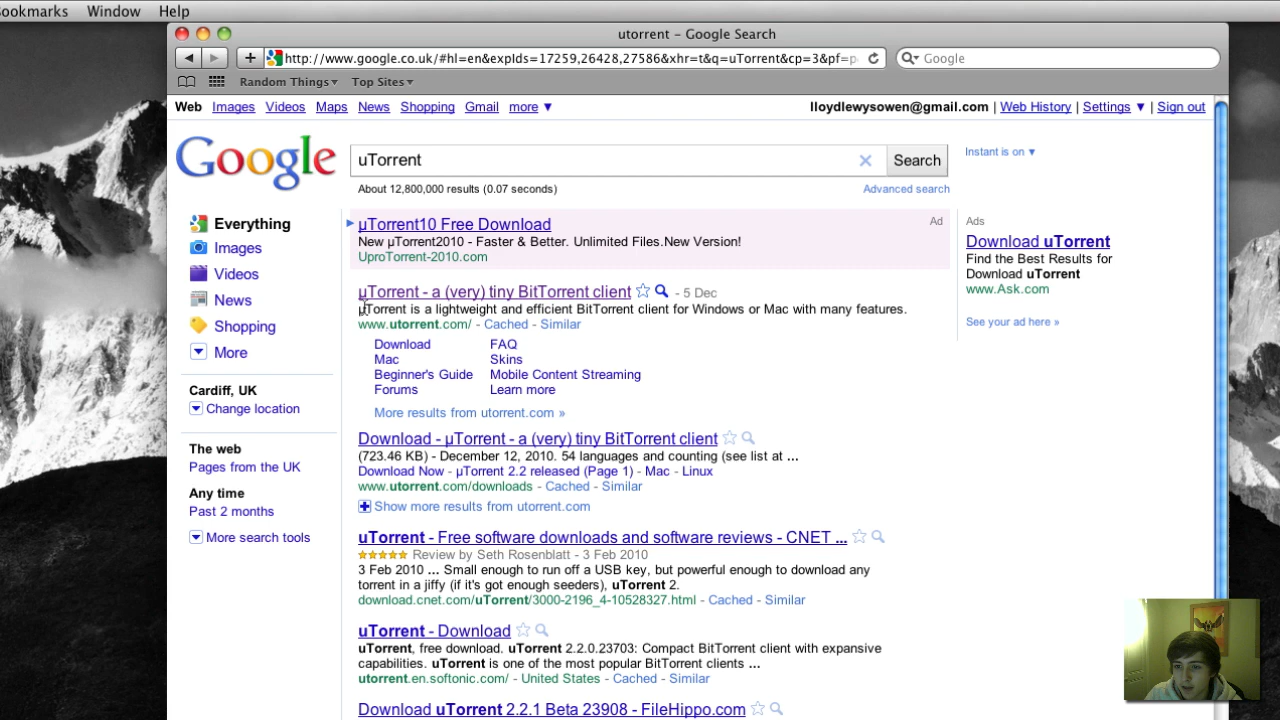 ookmarks Window Help
utorrent – Google Search
http://www.google.co.uk/#hl=en&expIds=17259,26428,27586&xhr=t&q=uTorrent&cp=3&pf=p
Google
Random Things▾ Top Sites▾
Web Images Videos Maps News Shopping Gmail more ▼
lloydlewysowen@gmail.com | Web History | Settings ▼ | Sign out
Google
uTorrent
Search
Instant is on ▼
About 12,800,000 results (0.07 seconds)
Advanced search
Everything
Images
Videos
News
Shopping
More
Cardiff, UK
Change location
The web
Pages from the UK
Any time
Past 2 months
More search tools
µTorrent10 Free Download
Ad
New µTorrent2010 - Faster & Better. Unlimited Files.New Version!
UproTorrent-2010.com
µTorrent - a (very) tiny BitTorrent client - 5 Dec
µTorrent is a lightweight and efficient BitTorrent client for Windows or Mac with many features.
www.utorrent.com/ - Cached - Similar
Download FAQ
Mac Skins
Beginner's Guide Mobile Content Streaming
Forums Learn more
More results from utorrent.com »
Download - µTorrent - a (very) tiny BitTorrent client
(723.46 KB) - December 12, 2010. 54 languages and counting (see list at ...
Download Now - µTorrent 2.2 released (Page 1) - Mac - Linux
www.utorrent.com/downloads - Cached - Similar
Show more results from utorrent.com
uTorrent - Free software downloads and software reviews - CNET ...
Review by Seth Rosenblatt - 3 Feb 2010
3 Feb 2010 ... Small enough to run off a USB key, but powerful enough to download any
torrent in a jiffy (if it's got enough seeders), uTorrent 2.
download.cnet.com/uTorrent/3000-2196_4-10528327.html - Cached - Similar
uTorrent - Download
uTorrent, free download. uTorrent 2.2.0.23703: Compact BitTorrent client with expansive
capabilities. uTorrent is one of the most popular BitTorrent clients ...
utorrent.en.softonic.com/ - United States - Cached - Similar
Download uTorrent 2.2.1 Beta 23908 - FileHippo.com
Ads
Download uTorrent
Find the Best Results for
Download uTorrent
www.Ask.com
See your ad here »